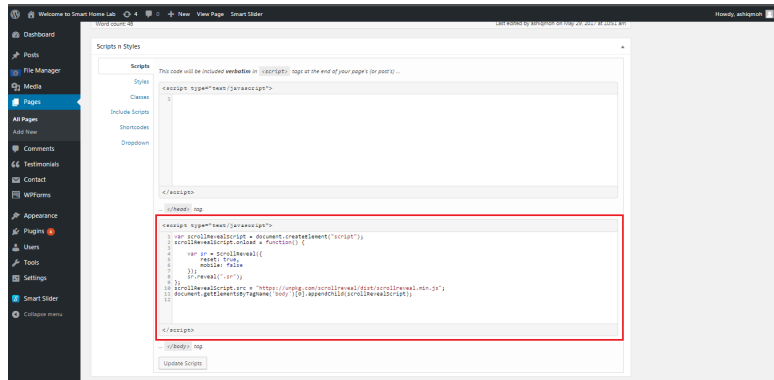 Welcome to Smart Home Lab 4 0 + New View Page Smart Slider Howdy, ashiqmoh
Word count: 46 Last edited by ashiqmoh on May 29, 2017 at 10:51 am
Dashboard
Posts
File Manager
Media
Pages
All Pages
Add New
Comments
Testimonials
Contact
WPForms
Appearance
Plugins 4
Users
Tools
Settings
Smart Slider
Collapse menu
Scripts n Styles
Scripts
Styles
Classes
Include Scripts
Shortcodes
Dropdown
This code will be included verbatim in <script> tags at the end of your page's (or post's) ...
<script type="text/javascript">
1
</script>
... </head> tag.
<script type="text/javascript">
1 var scrollRevealScript = document.createElement("script");
2 scrollRevealScript.onload = function() {
3
4 var sr = ScrollReveal({
5 reset: true,
6 mobile: false
7 });
8 sr.reveal(".sr");
9 };
10 scrollRevealScript.src = "https://unpkg.com/scrollreveal/dist/scrollreveal.min.js";
11 document.getElementsByTagName('body')[0].appendChild(scrollRevealScript);
12
</script>
... </body> tag.
Update Scripts